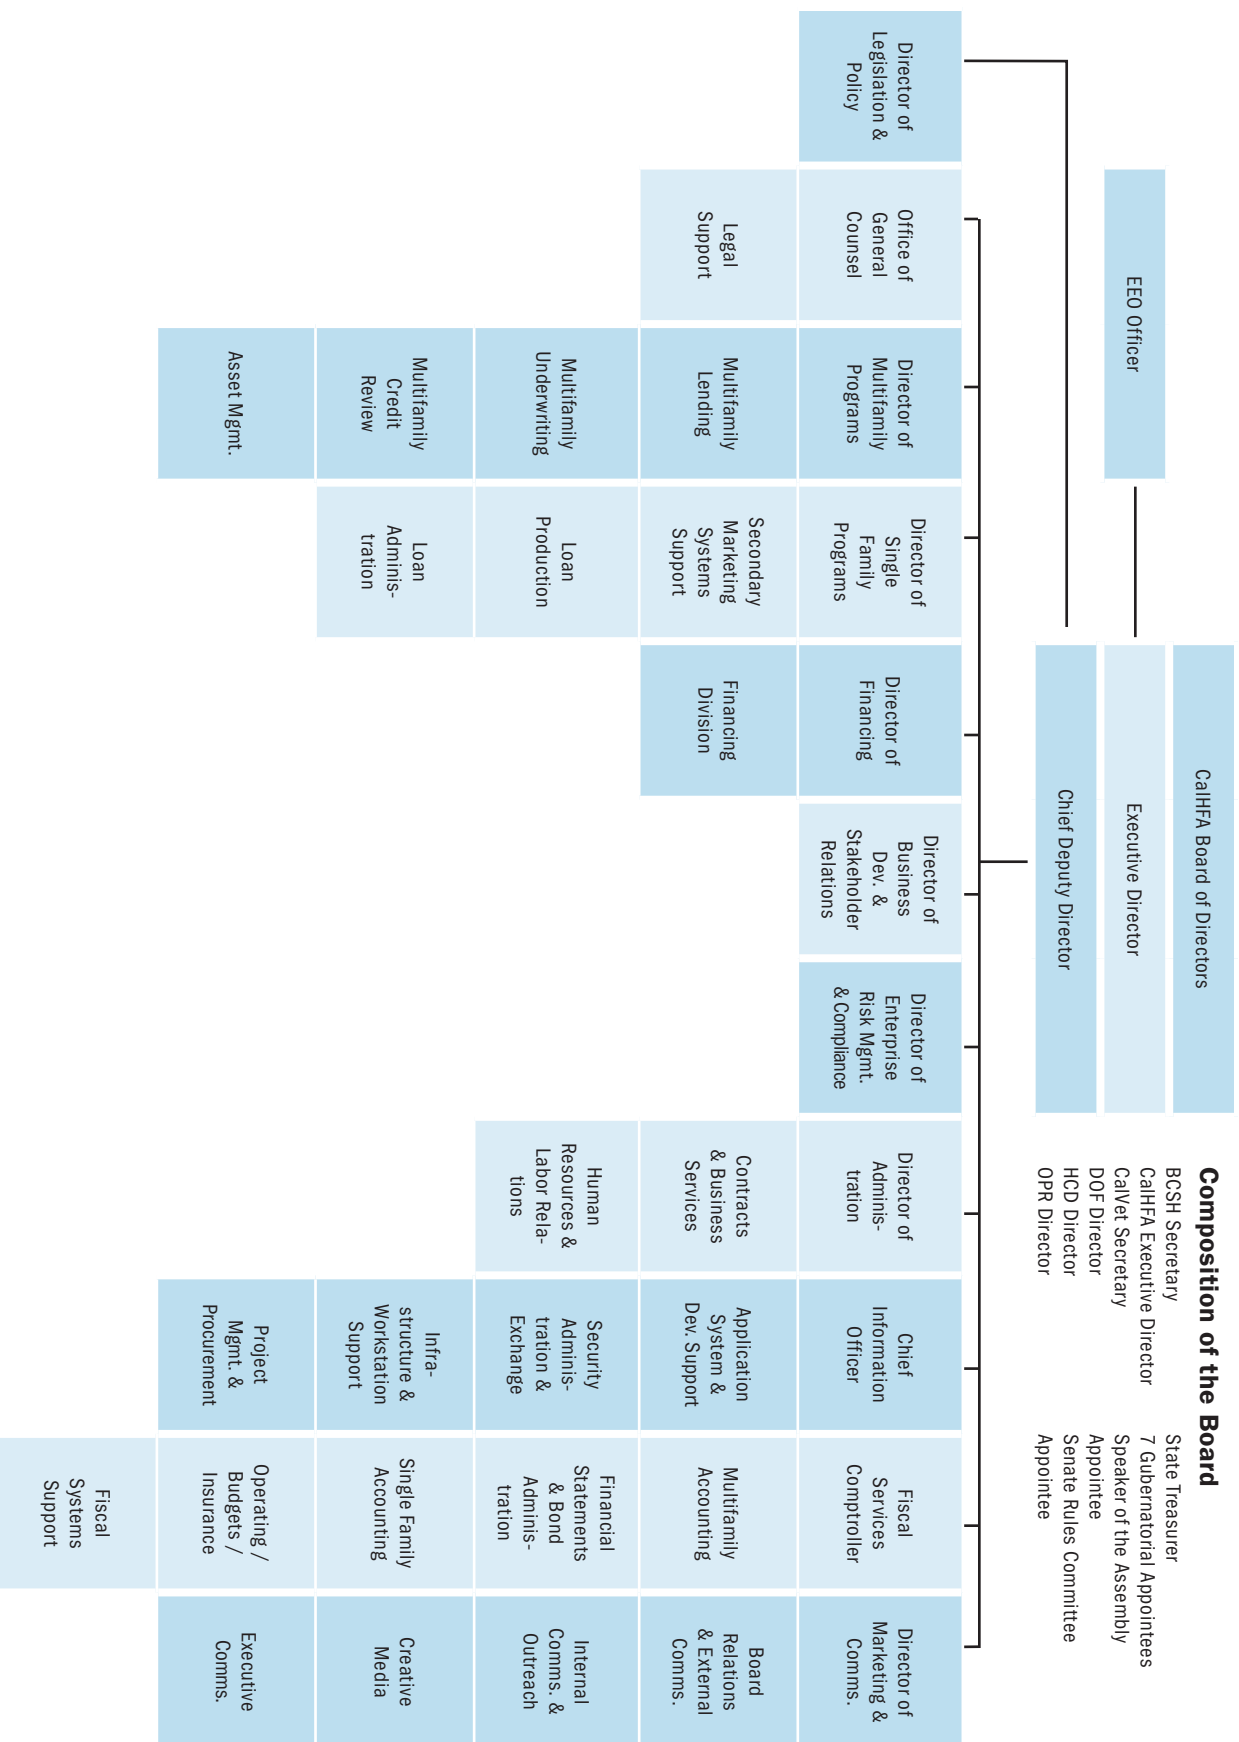 CalHFA Board of Directors
EEO Officer
Executive Director
Chief Deputy Director
Composition of the Board
BCSH Secretary
CalHFA Executive Director
CalVet Secretary
DOF Director
HCD Director
OPR Director
State Treasurer
7 Gubernatorial Appointees
Speaker of the Assembly
Appointee
Senate Rules Committee
Appointee
Director of
Legislation &
Policy
Office of
General
Counsel
Director of
Multifamily
Programs
Director of
Single
Family
Programs
Director of
Financing
Director of
Business
Dev. &
Stakeholder
Relations
Director of
Enterprise
Risk Mgmt.
& Compliance
Director of
Adminis-
tration
Chief
Information
Officer
Fiscal
Services
Comptroller
Director of
Marketing &
Comms.
Legal
Support
Multifamily
Lending
Secondary
Marketing
Systems
Support
Financing
Division
Contracts
& Business
Services
Application
System &
Dev. Support
Multifamily
Accounting
Board
Relations
& External
Comms.
Multifamily
Underwriting
Loan
Production
Human
Resources &
Labor Rela-
tions
Security
Adminis-
tration &
Exchange
Financial
Statements
& Bond
Adminis-
tration
Internal
Comms. &
Outreach
Multifamily
Credit
Review
Loan
Adminis-
tration
Infra-
structure &
Workstation
Support
Single Family
Accounting
Creative
Media
Asset Mgmt.
Project
Mgmt. &
Procurement
Operating /
Budgets /
Insurance
Executive
Comms.
Fiscal
Systems
Support